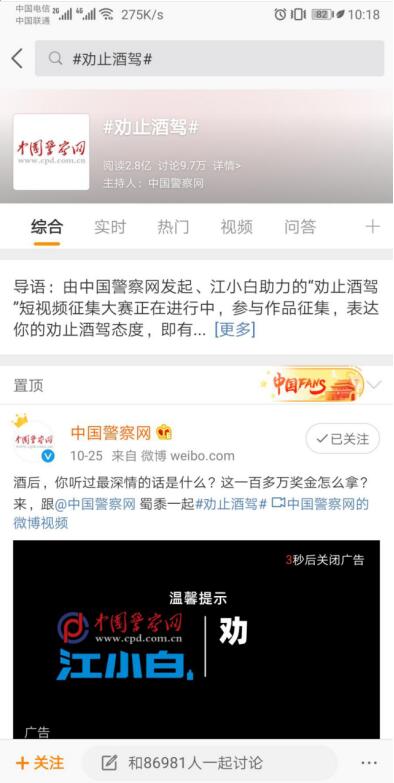 中国电信 2G 4G 275K/s 82 10:18
中国联通
#劝止酒驾#
中国警察网
www.cpd.com.cn
#劝止酒驾#
阅读2.8亿 讨论9.7万 详情>
主持人：中国警察网
综合 实时 热门 视频 问答
导语：由中国警察网发起、江小白助力的“劝止酒驾
”短视频征集大赛正在进行中，参与作品征集，表达
你的劝止酒驾态度，即有... [更多]
置顶 中国FANS
中国警察网
中国警察网
10-25 来自 微博 weibo.com
已关注
酒后，你听过最深情的话是什么？这一百多万奖金怎么拿？
来，跟@中国警察网 蜀黍一起#劝止酒驾# 中国警察网的
微博视频
3秒后关闭广告
温馨提示
中国警察网
www.cpd.com.cn
江小白
劝
广告
+关注 和86981人一起讨论